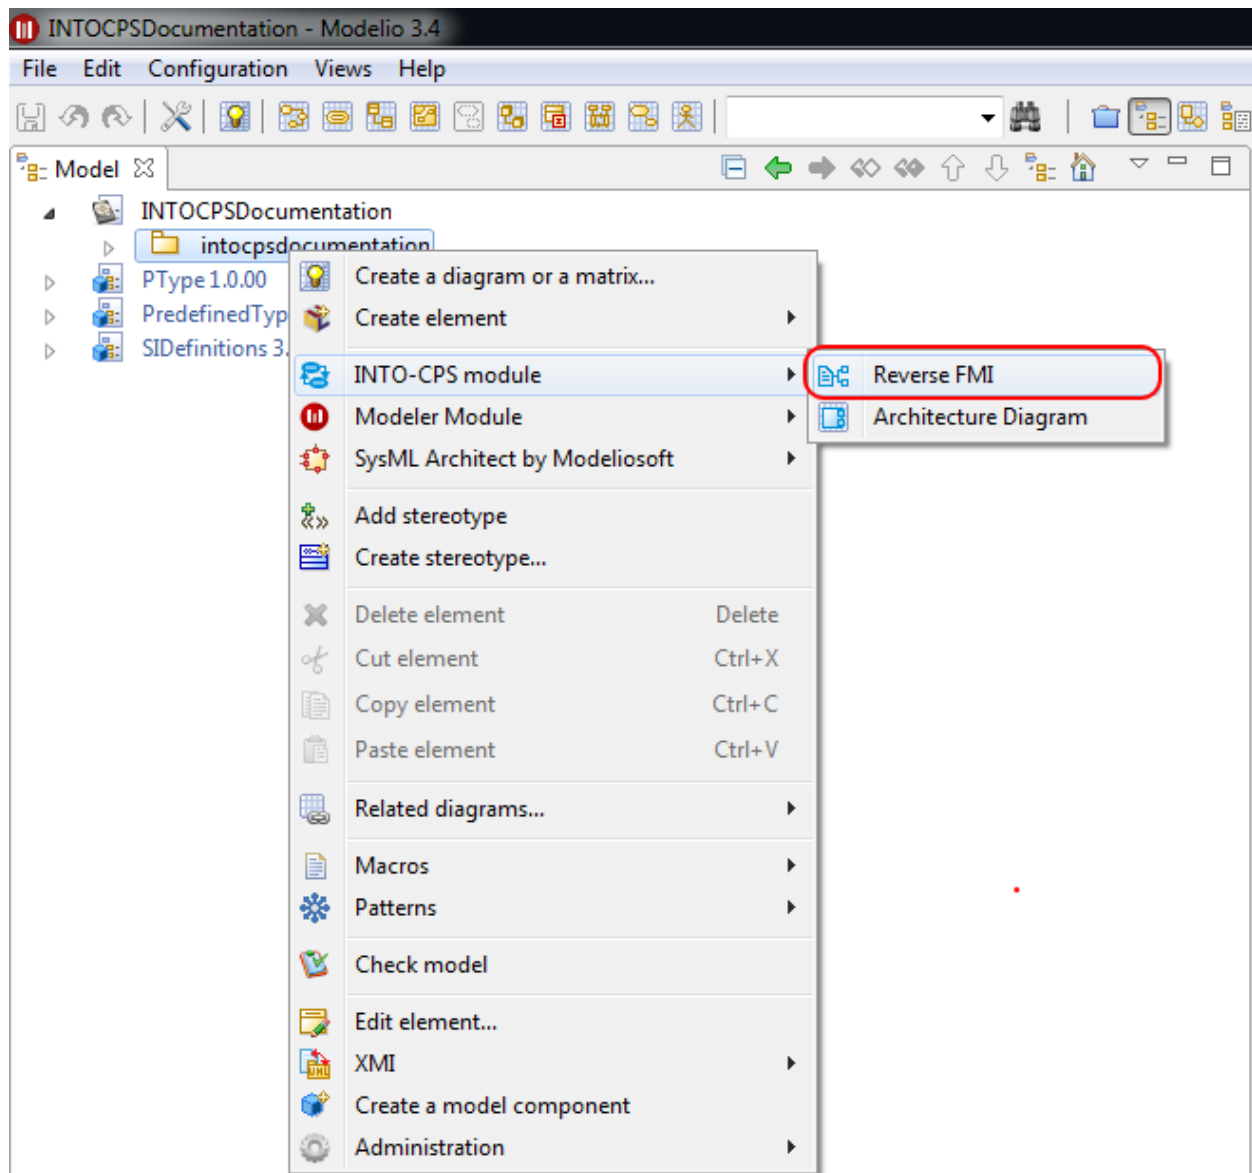 INTOCPSDocumentation - Modelio 3.4
File Edit Configuration Views Help
Model
INTOCPSDocumentation
intocpsdocumentation
PType 1.0.00
PredefinedTyp
SIDefinitions 3.
Create a diagram or a matrix...
Create element
INTO-CPS module
Reverse FMI
Modeler Module
Architecture Diagram
SysML Architect by Modeliosoft
Add stereotype
Create stereotype...
Delete element Delete
Cut element Ctrl+X
Copy element Ctrl+C
Paste element Ctrl+V
Related diagrams...
Macros
Patterns
Check model
Edit element...
XMI
Create a model component
Administration